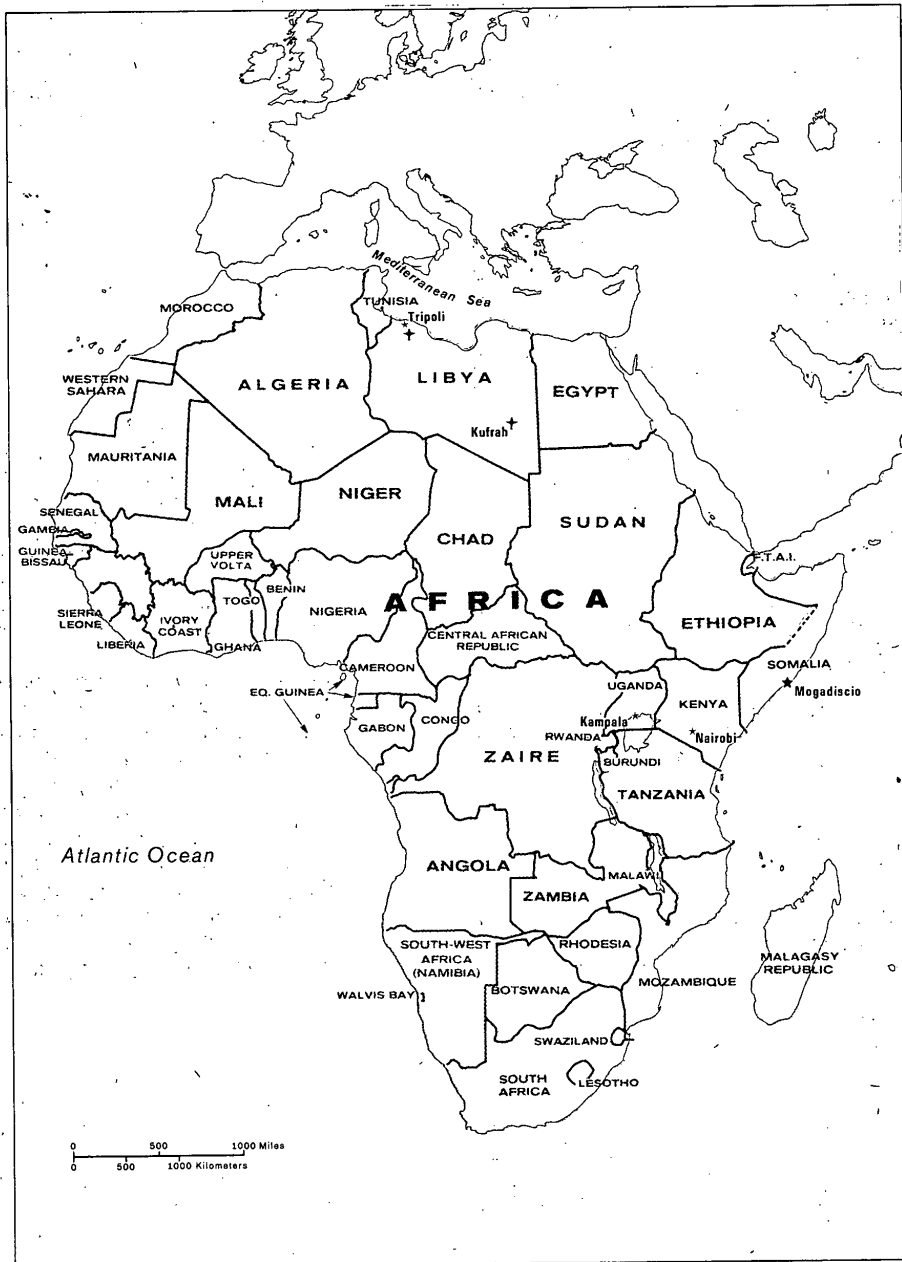 Mediterranean Sea
MOROCCO
TUNISIA
Tripoli
WESTERN
SAHARA
ALGERIA
LIBYA
EGYPT
Kufrah
MAURITANIA
MALI
NIGER
CHAD
SUDAN
SENEGAL
GAMBIA
GUINEA
BISSAU
UPPER
VOLTA
F.T.A.I.
SIERRA
LEONE
LIBERIA
IVORY
COAST
TOGO
GHANA
BENIN
NIGERIA
AFRICA
CENTRAL AFRICAN
REPUBLIC
ETHIOPIA
CAMEROON
SOMALIA
Mogadiscio
EQ. GUINEA
GABON
CONGO
UGANDA
KENYA
Kampala
Nairobi
RWANDA
ZAIRE
BURUNDI
TANZANIA
Atlantic Ocean
ANGOLA
MALAWI
ZAMBIA
SOUTH-WEST
AFRICA
(NAMIBIA)
RHODESIA
MALAGASY
REPUBLIC
MOZAMBIQUE
WALVIS BAY
BOTSWANA
SWAZILAND
SOUTH
AFRICA
LESOTHO
0 500 1000 Miles
0 500 1000 Kilometers